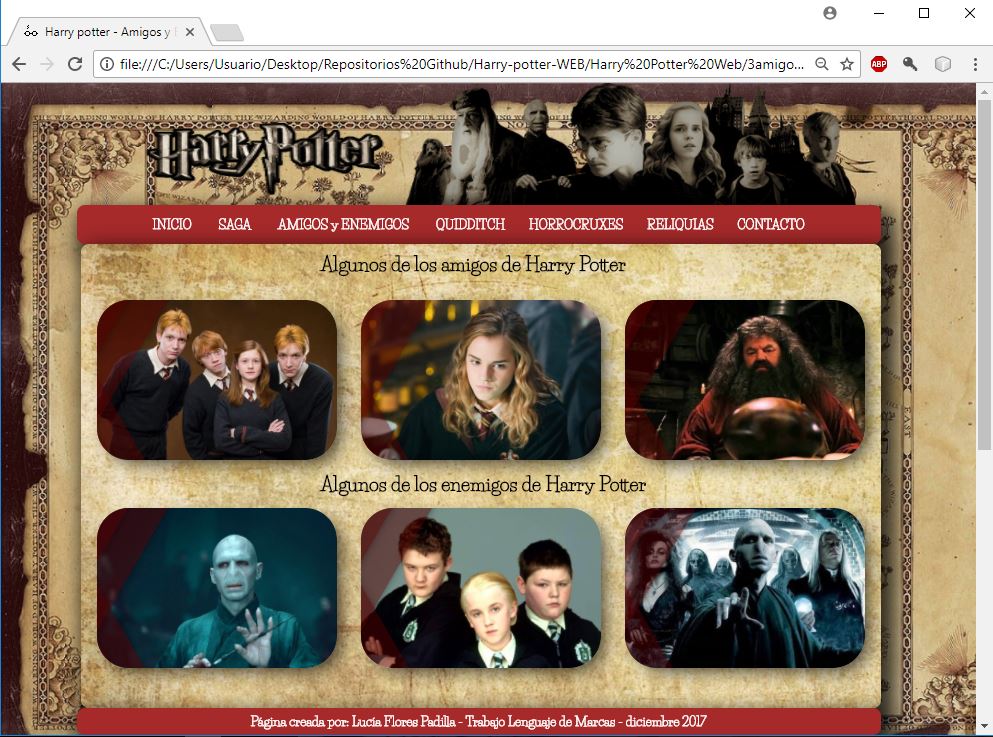 Harry potter - Amigos y
file:///C:/Users/Usuario/Desktop/Repositorios%20Github/Harry-potter-WEB/Harry%20Potter%20Web/3amigo...
ABP
Harry Potter
INICIO SAGA AMIGOS y ENEMIGOS QUIDDITCH HORROCRUXES RELIQUIAS CONTACTO
Algunos de los amigos de Harry Potter
Algunos de los enemigos de Harry Potter
Página creada por: Lucía Flores Padilla - Trabajo Lenguaje de Marcas - diciembre 2017